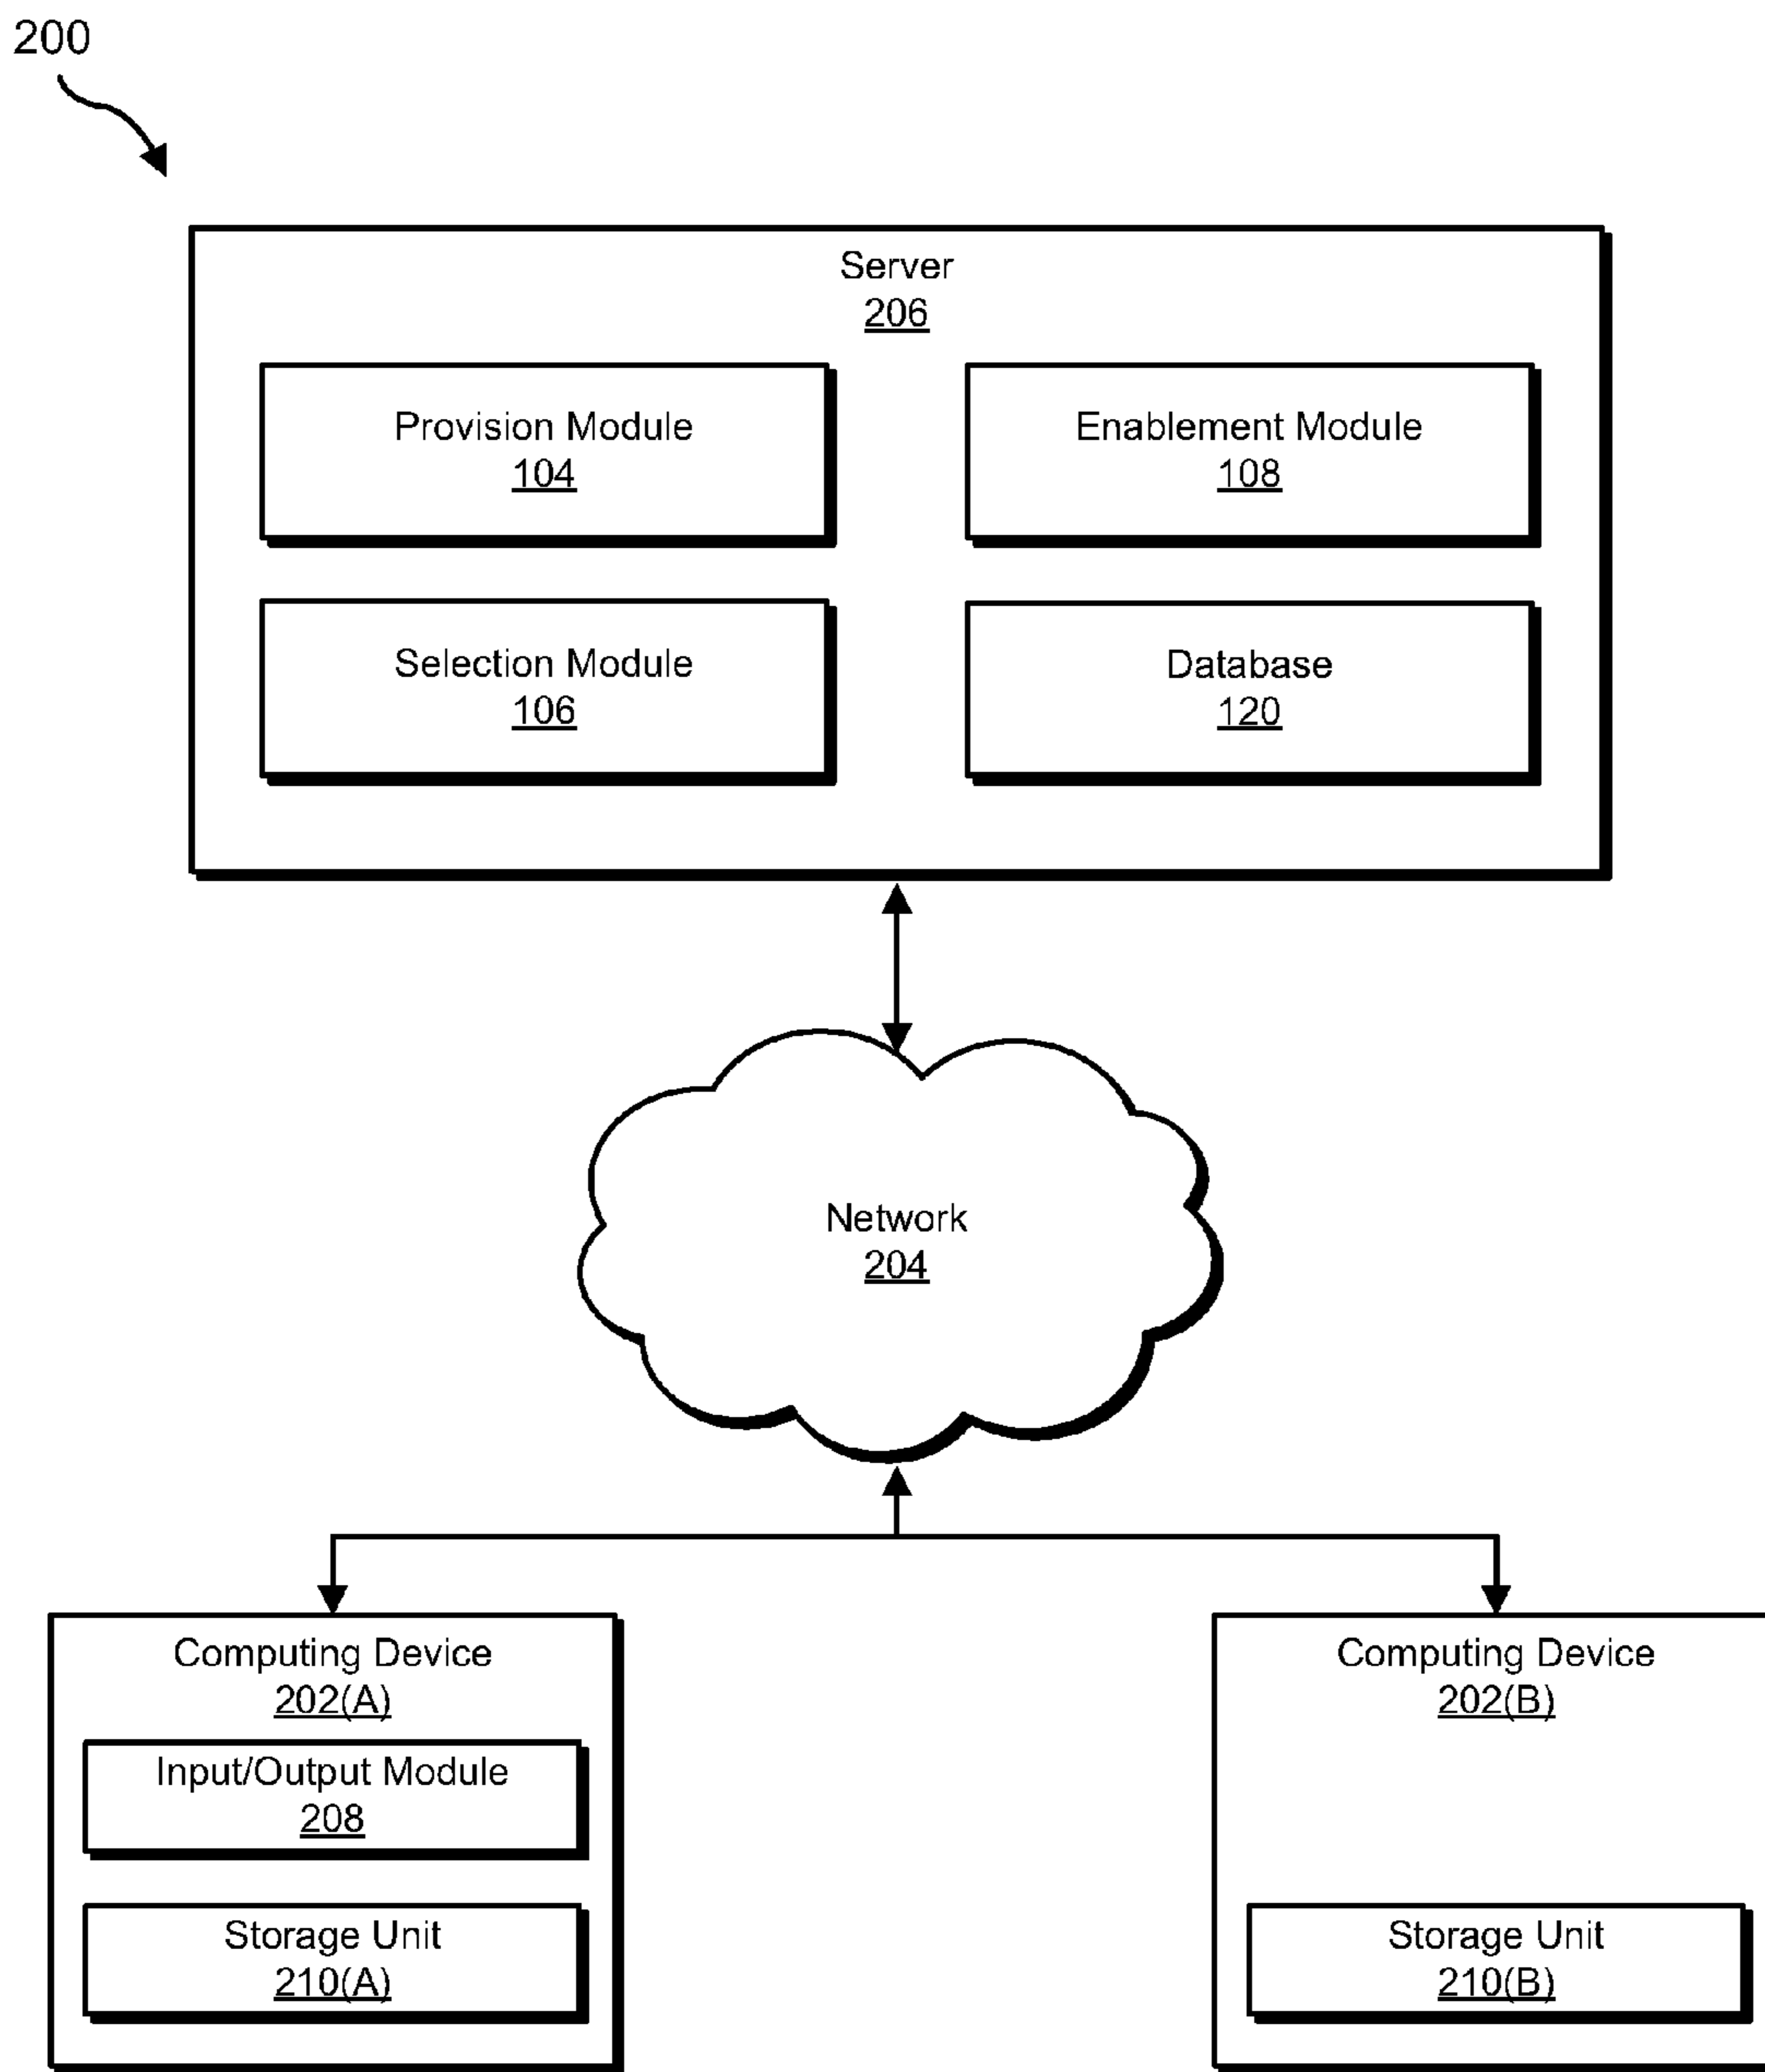 200
Server
206
Provision Module
104
Enablement Module
108
Selection Module
106
Database
120
Network
204
Computing Device
202(A)
Input/Output Module
208
Storage Unit
210(A)
Computing Device
202(B)
Storage Unit
210(B)